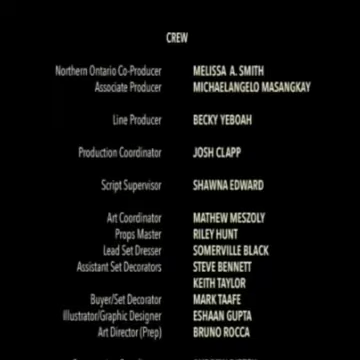 CREW
Northern Ontario Co-Producer MELISSA A. SMITH
Associate Producer MICHAELANGELO MASANGKAY
Line Producer BECKY YEBOAH
Production Coordinator JOSH CLAPP
Script Supervisor SHAWNA EDWARD
Art Coordinator MATHEW MESZOLY
Props Master RILEY HUNT
Lead Set Dresser SOMERVILLE BLACK
Assistant Set Decorators STEVE BENNETT
KEITH TAYLOR
Buyer/Set Decorator MARK TAAFE
Illustrator/Graphic Designer ESHAAN GUPTA
Art Director (Prep) BRUNO ROCCA